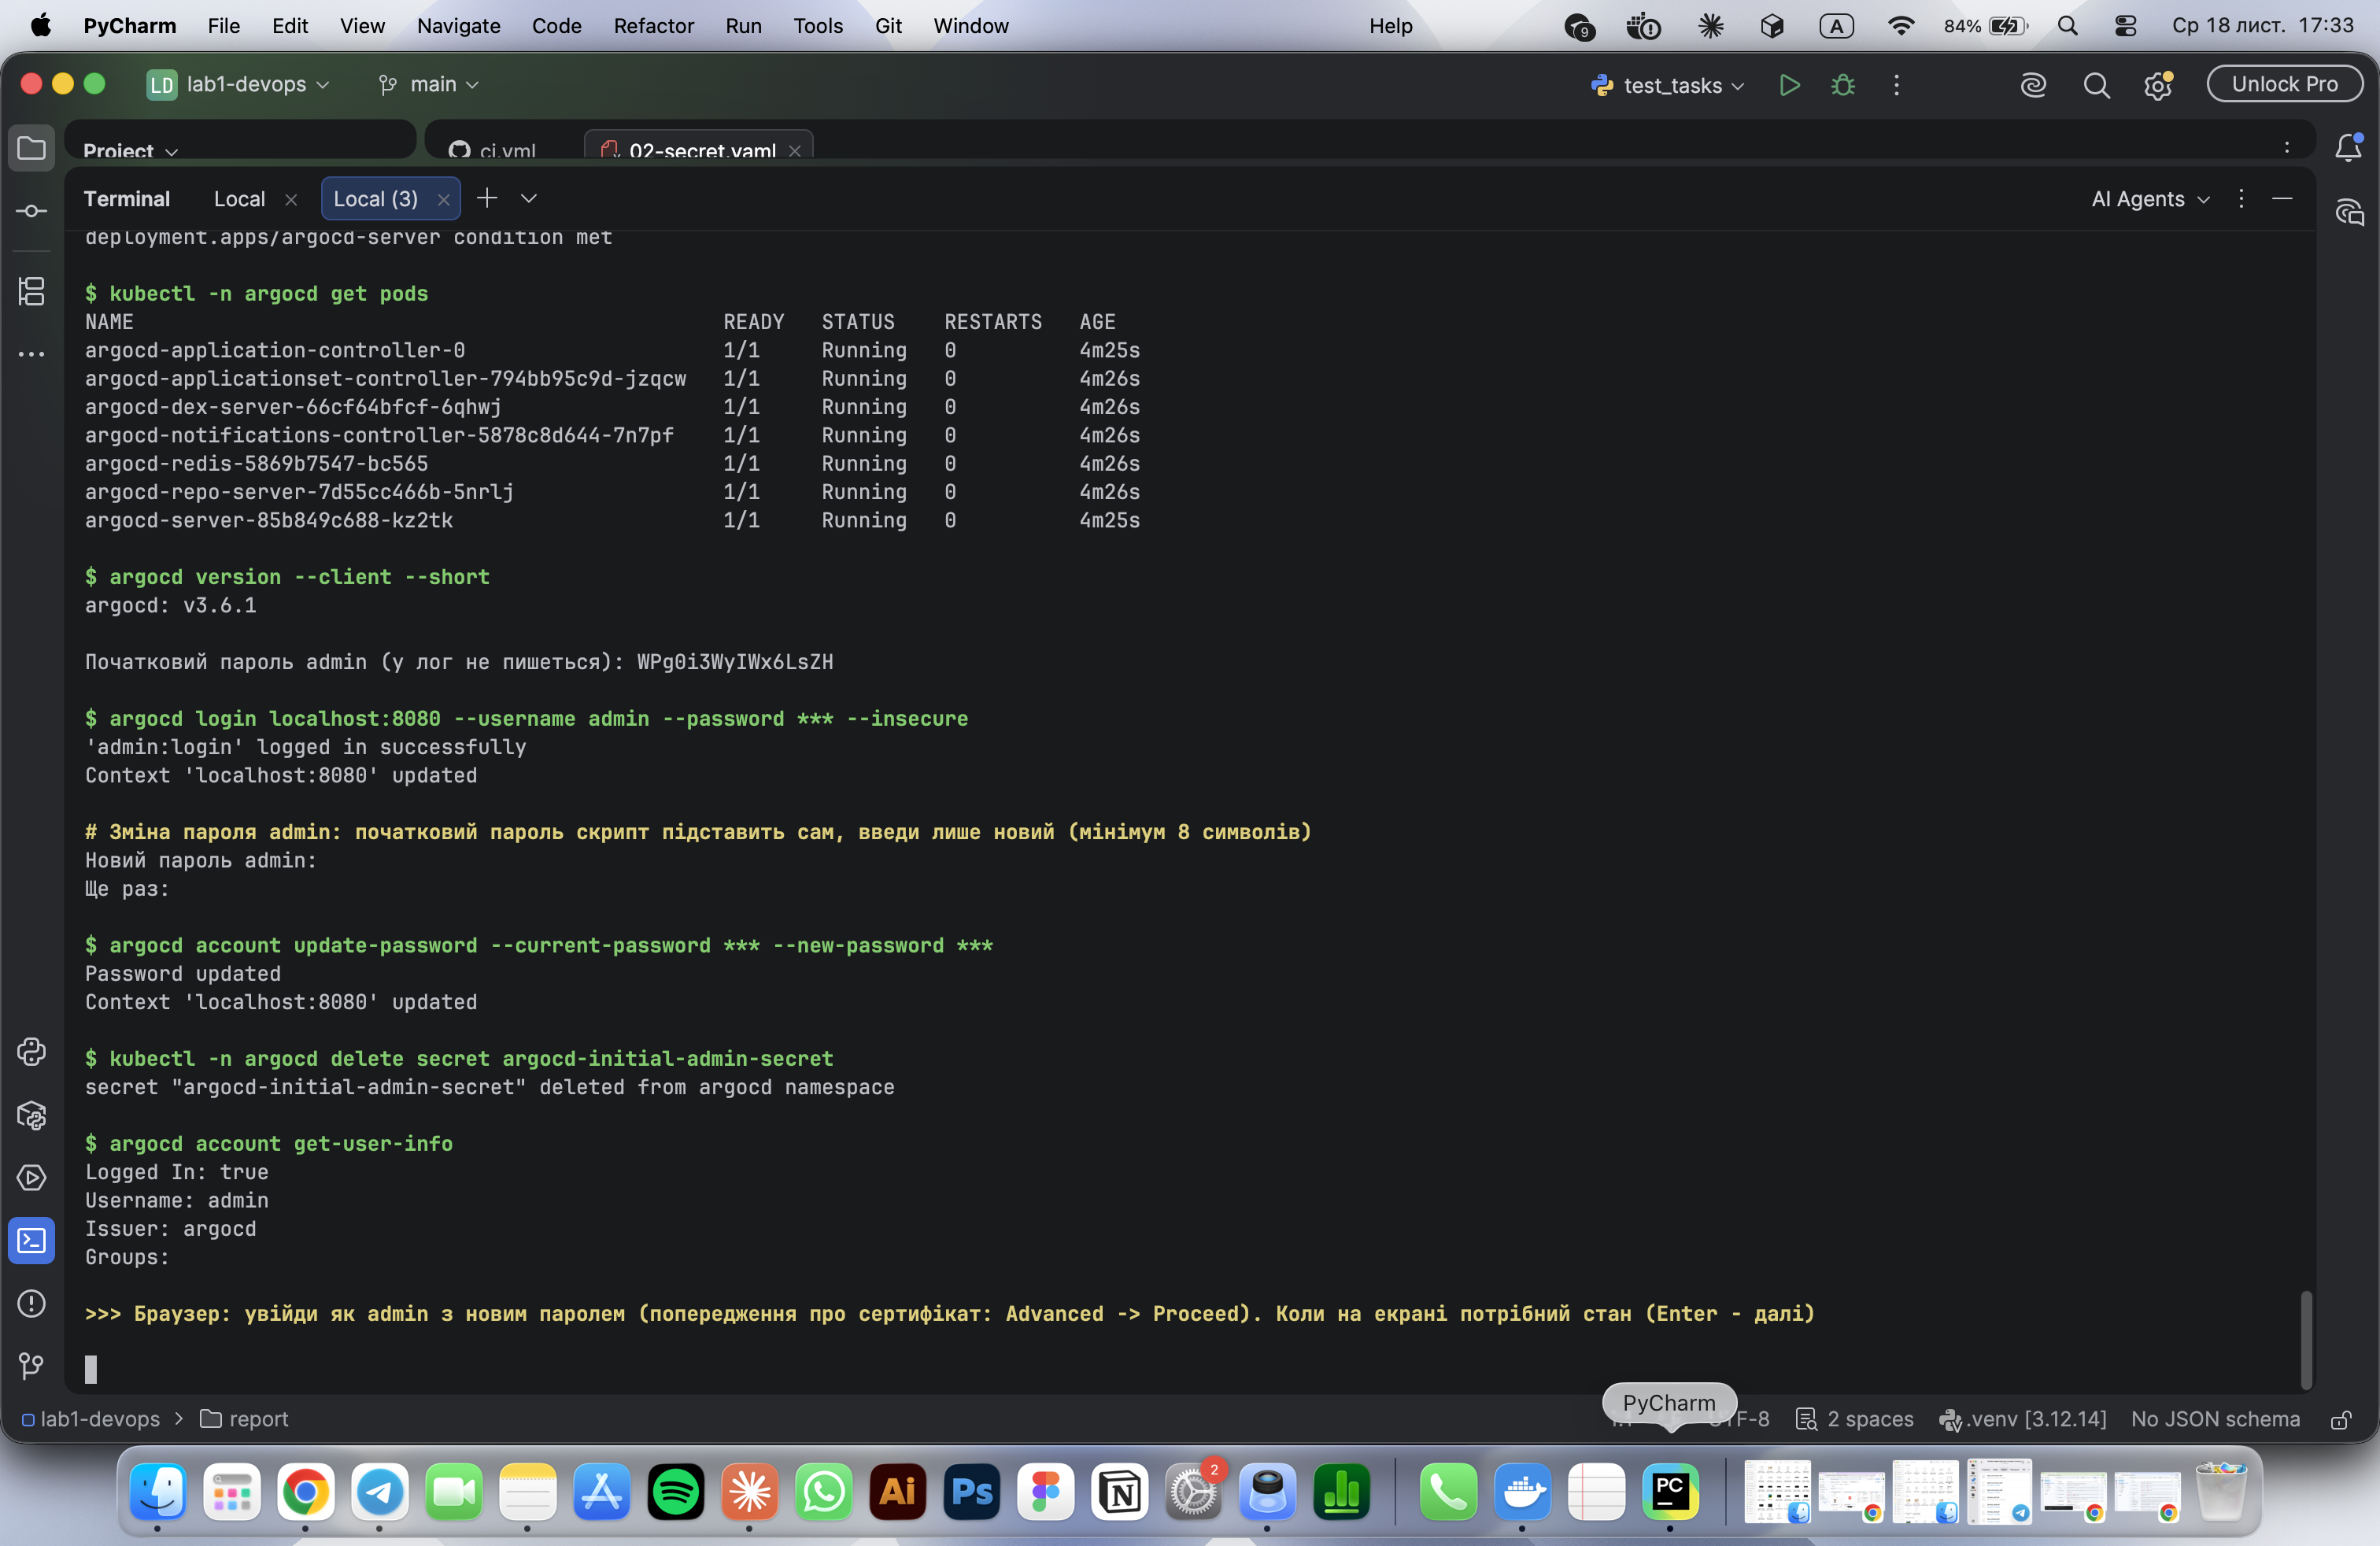 PyCharm File Edit View Navigate Code Refactor Run Tools Git Window Help 9 A 84% Ср 18 лист. 17:33
LD lab1-devops main test_tasks Unlock Pro
Project ci.yml 02-secret.yaml
Terminal Local Local (3) AI Agents
deployment.apps/argocd-server condition met
$ kubectl -n argocd get pods
NAME READY STATUS RESTARTS AGE
argocd-application-controller-0 1/1 Running 0 4m25s
argocd-applicationset-controller-794bb95c9d-jzqcw 1/1 Running 0 4m26s
argocd-dex-server-66cf64bfcf-6qhwj 1/1 Running 0 4m26s
argocd-notifications-controller-5878c8d644-7n7pf 1/1 Running 0 4m26s
argocd-redis-5869b7547-bc565 1/1 Running 0 4m26s
argocd-repo-server-7d55cc466b-5nrlj 1/1 Running 0 4m26s
argocd-server-85b849c688-kz2tk 1/1 Running 0 4m25s
$ argocd version --client --short
argocd: v3.6.1
Початковий пароль admin (у лог не пишеться): WPg0i3WyIWx6LsZH
$ argocd login localhost:8080 --username admin --password *** --insecure
'admin:login' logged in successfully
Context 'localhost:8080' updated
# Зміна пароля admin: початковий пароль скрипт підставить сам, введи лише новий (мінімум 8 символів)
Новий пароль admin:
Ще раз:
$ argocd account update-password --current-password *** --new-password ***
Password updated
Context 'localhost:8080' updated
$ kubectl -n argocd delete secret argocd-initial-admin-secret
secret "argocd-initial-admin-secret" deleted from argocd namespace
$ argocd account get-user-info
Logged In: true
Username: admin
Issuer: argocd
Groups:
>>> Браузер: увійди як admin з новим паролем (попередження про сертифікат: Advanced -> Proceed). Коли на екрані потрібний стан (Enter - далі)
PyCharm
lab1-devops > report 2 spaces .venv [3.12.14] No JSON schema
Ai Ps 2 PC